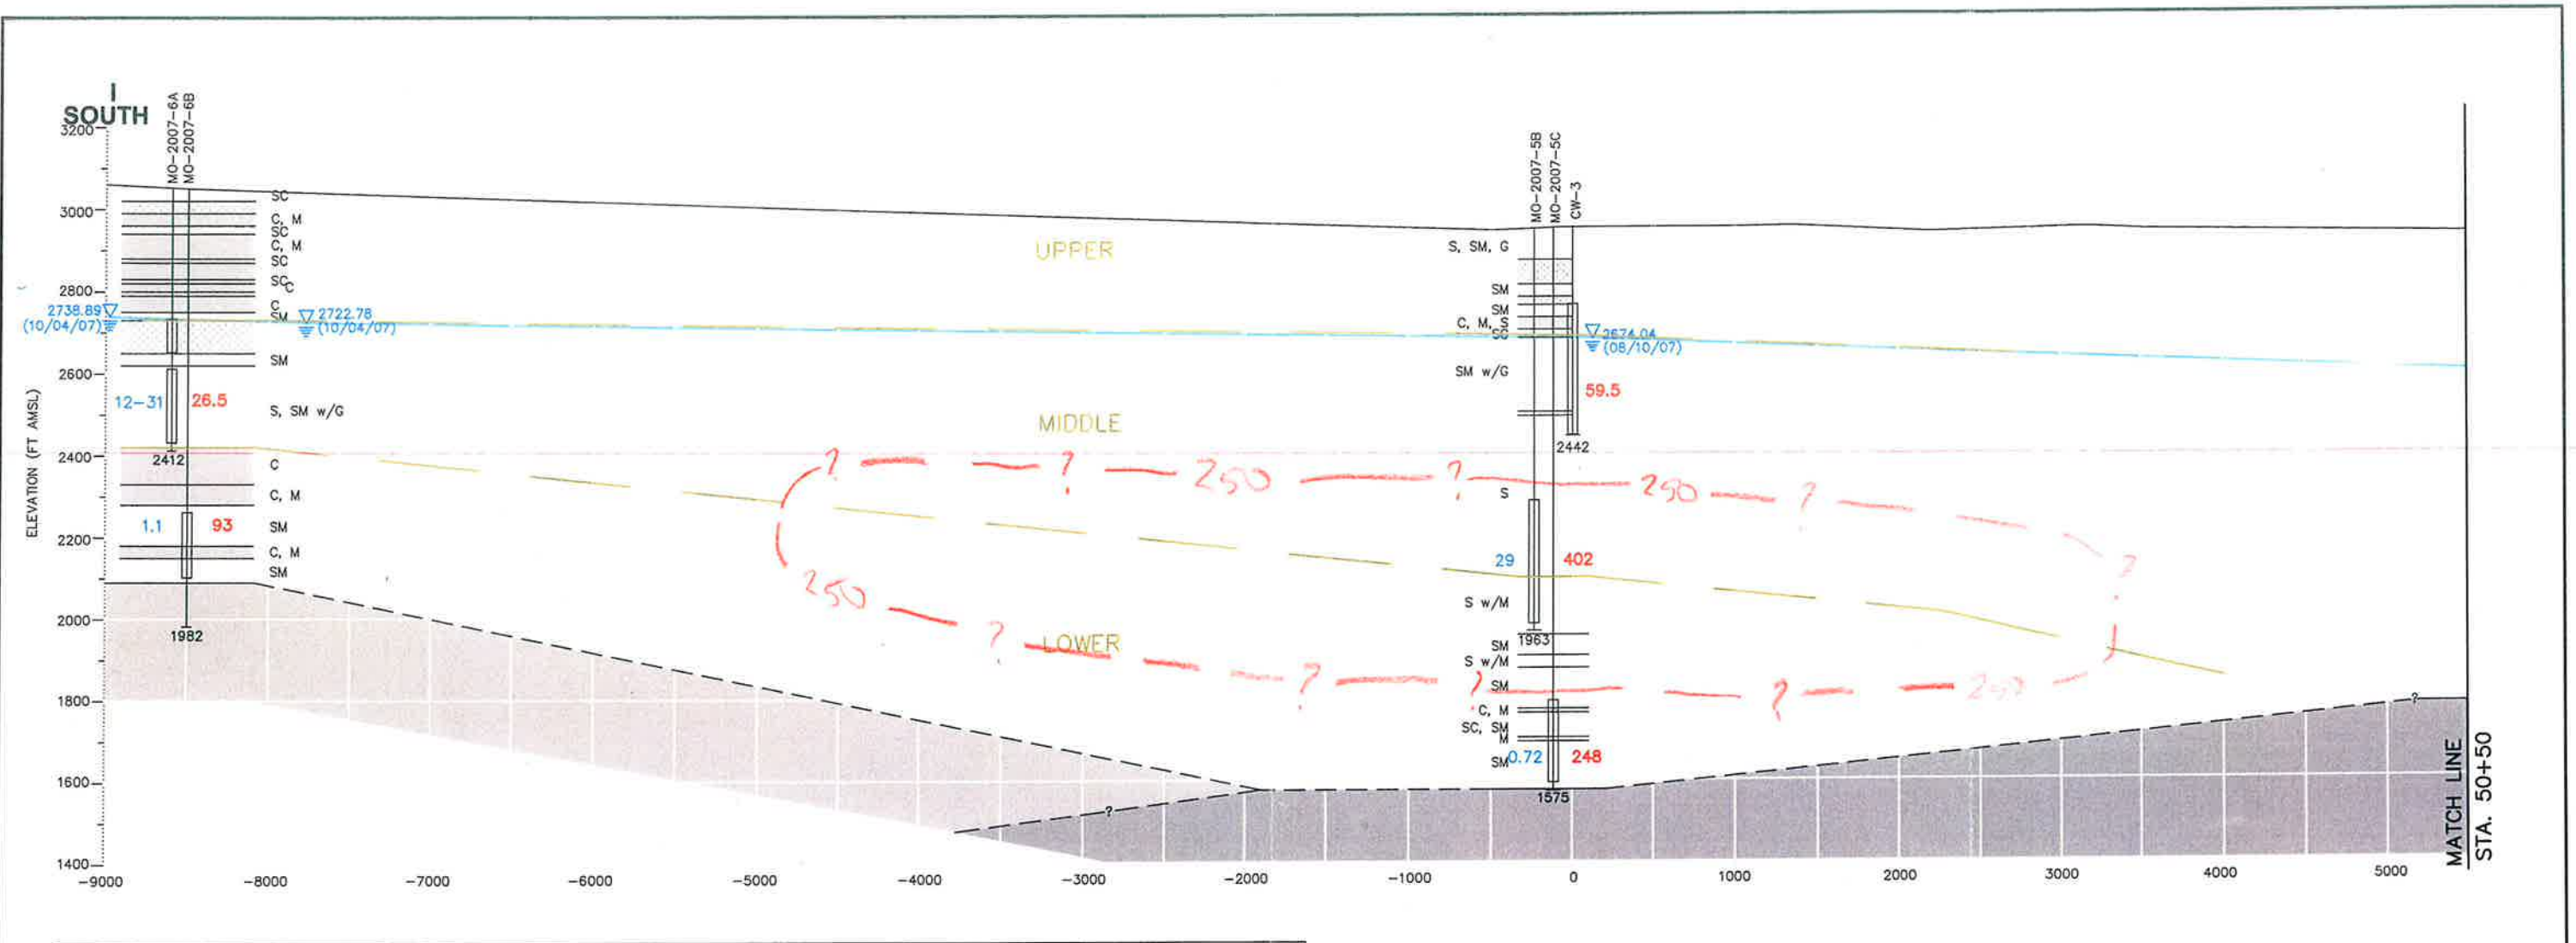 I
SOUTH
MO-2007-6A
MO-2007-6B
MO-2007-5B
MO-2007-5C
CW-3
ELEVATION (FT AMSL)
3200
3000
2800
2600
2400
2200
2000
1800
1600
1400
SC
C, M
SC
C, M
SC
SC
C
C
SM
SM
S, SM w/G
C
C, M
SM
C, M
SM
2738.89
(10/04/07)
2722.78
(10/04/07)
12-31
26.5
2412
1.1
93
1982
UPPER
MIDDLE
LOWER
S, SM, G
SM
SM
C, M, S
SC
SM w/G
2674.04
(08/10/07)
59.5
2442
? ? 250 ? 250 ?
?
S
29
402
S w/M
1963
SM
S w/M
SM
C, M
SC, SM
M
SM
0.72
248
1575
250 ? ? ? ? 250
?
?
MATCH LINE
STA. 50+50
-9000 -8000 -7000 -6000 -5000 -4000 -3000 -2000 -1000 0 1000 2000 3000 4000 5000